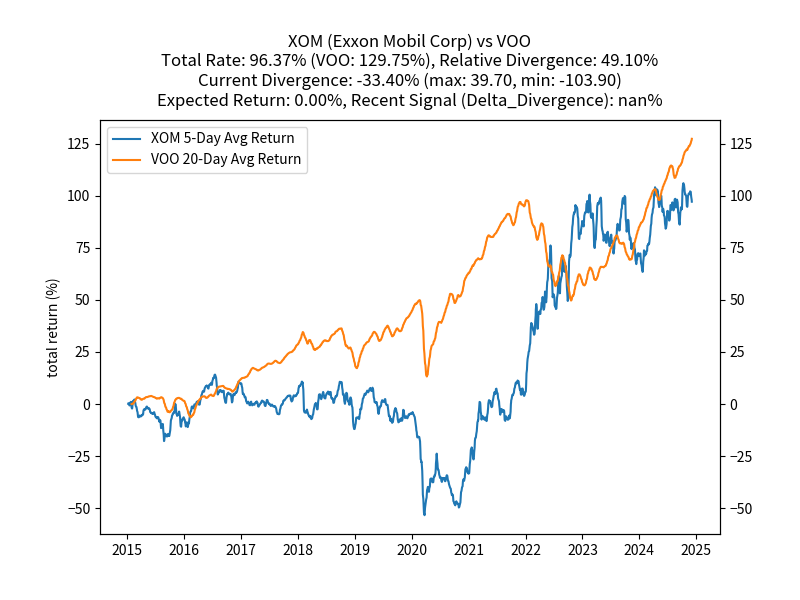 XOM (Exxon Mobil Corp) vs VOO
Total Rate: 96.37% (VOO: 129.75%), Relative Divergence: 49.10%
Current Divergence: -33.40% (max: 39.70, min: -103.90)
Expected Return: 0.00%, Recent Signal (Delta_Divergence): nan%
XOM 5-Day Avg Return
VOO 20-Day Avg Return
total return (%)
125 125
100 100
75 75
50 50
25 25
0 0
−25 −25
−50 −50
2015 2016 2017 2018 2019 2020 2021 2022 2023 2024 2025